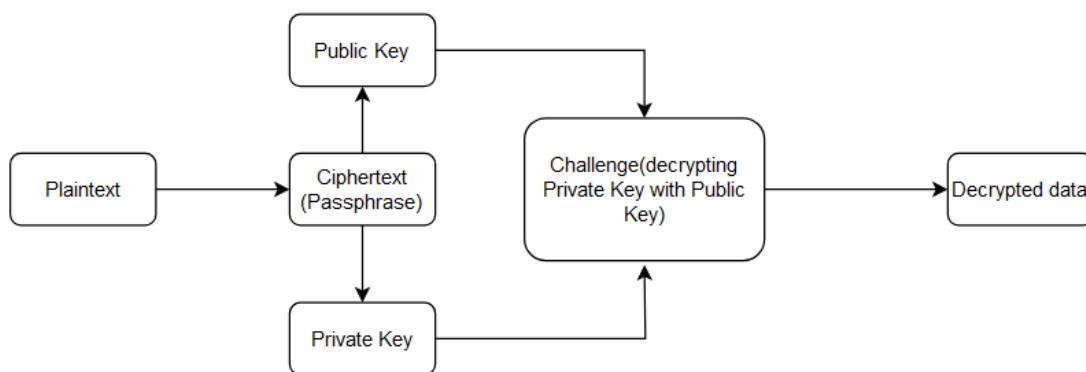 Public Key
Plaintext
Ciphertext
(Passphrase)
Challenge(decrypting
Private Key with Public
Key)
Decrypted data
Private Key